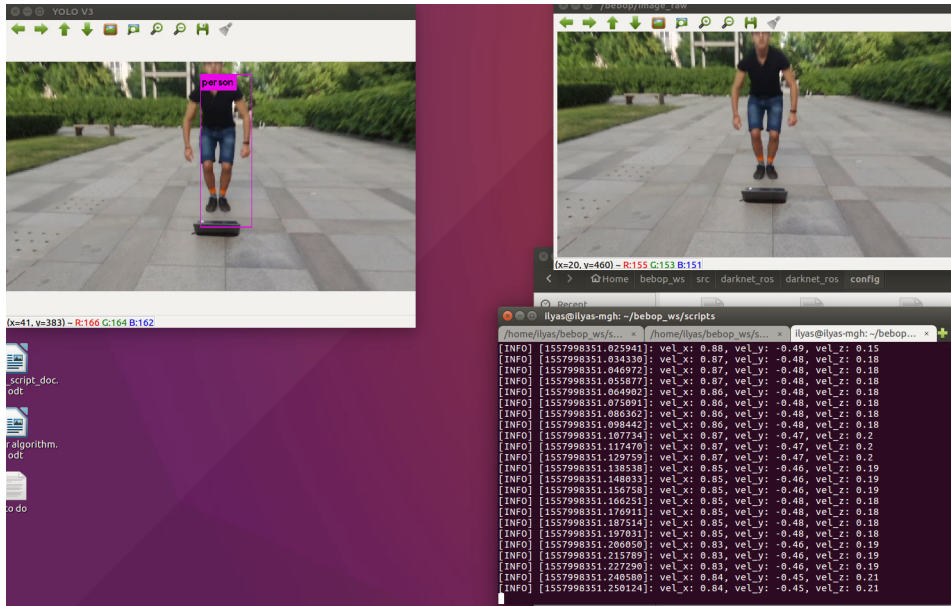 YOLO V3
person
(x=41, y=383) ~ R:166 G:164 B:162
/bebop/image_raw
(x=20, y=460) ~ R:155 G:153 B:151
Home bebop_ws src darknet_ros darknet_ros config
Recent
_script_doc.
odt
r algorithm.
odt
to do
ilyas@ilyas-mgh: ~/bebop_ws/scripts
/home/ilyas/bebop_ws/s... × /home/ilyas/bebop_ws/s... × ilyas@ilyas-mgh: ~/bebop... ×
[INFO] [1557998351.025941]: vel_x: 0.88, vel_y: -0.49, vel_z: 0.15
[INFO] [1557998351.034330]: vel_x: 0.87, vel_y: -0.48, vel_z: 0.18
[INFO] [1557998351.046972]: vel_x: 0.87, vel_y: -0.48, vel_z: 0.18
[INFO] [1557998351.055877]: vel_x: 0.87, vel_y: -0.48, vel_z: 0.18
[INFO] [1557998351.064902]: vel_x: 0.86, vel_y: -0.48, vel_z: 0.18
[INFO] [1557998351.075091]: vel_x: 0.86, vel_y: -0.48, vel_z: 0.18
[INFO] [1557998351.086362]: vel_x: 0.86, vel_y: -0.48, vel_z: 0.18
[INFO] [1557998351.098442]: vel_x: 0.86, vel_y: -0.48, vel_z: 0.18
[INFO] [1557998351.107734]: vel_x: 0.87, vel_y: -0.47, vel_z: 0.2
[INFO] [1557998351.117470]: vel_x: 0.87, vel_y: -0.47, vel_z: 0.2
[INFO] [1557998351.129759]: vel_x: 0.87, vel_y: -0.47, vel_z: 0.2
[INFO] [1557998351.138538]: vel_x: 0.85, vel_y: -0.46, vel_z: 0.19
[INFO] [1557998351.148033]: vel_x: 0.85, vel_y: -0.46, vel_z: 0.19
[INFO] [1557998351.156758]: vel_x: 0.85, vel_y: -0.46, vel_z: 0.19
[INFO] [1557998351.166251]: vel_x: 0.85, vel_y: -0.48, vel_z: 0.18
[INFO] [1557998351.176911]: vel_x: 0.85, vel_y: -0.48, vel_z: 0.18
[INFO] [1557998351.187514]: vel_x: 0.85, vel_y: -0.48, vel_z: 0.18
[INFO] [1557998351.197031]: vel_x: 0.85, vel_y: -0.48, vel_z: 0.18
[INFO] [1557998351.206050]: vel_x: 0.83, vel_y: -0.46, vel_z: 0.19
[INFO] [1557998351.215789]: vel_x: 0.83, vel_y: -0.46, vel_z: 0.19
[INFO] [1557998351.227290]: vel_x: 0.83, vel_y: -0.46, vel_z: 0.19
[INFO] [1557998351.240580]: vel_x: 0.84, vel_y: -0.45, vel_z: 0.21
[INFO] [1557998351.250124]: vel_x: 0.84, vel_y: -0.45, vel_z: 0.21